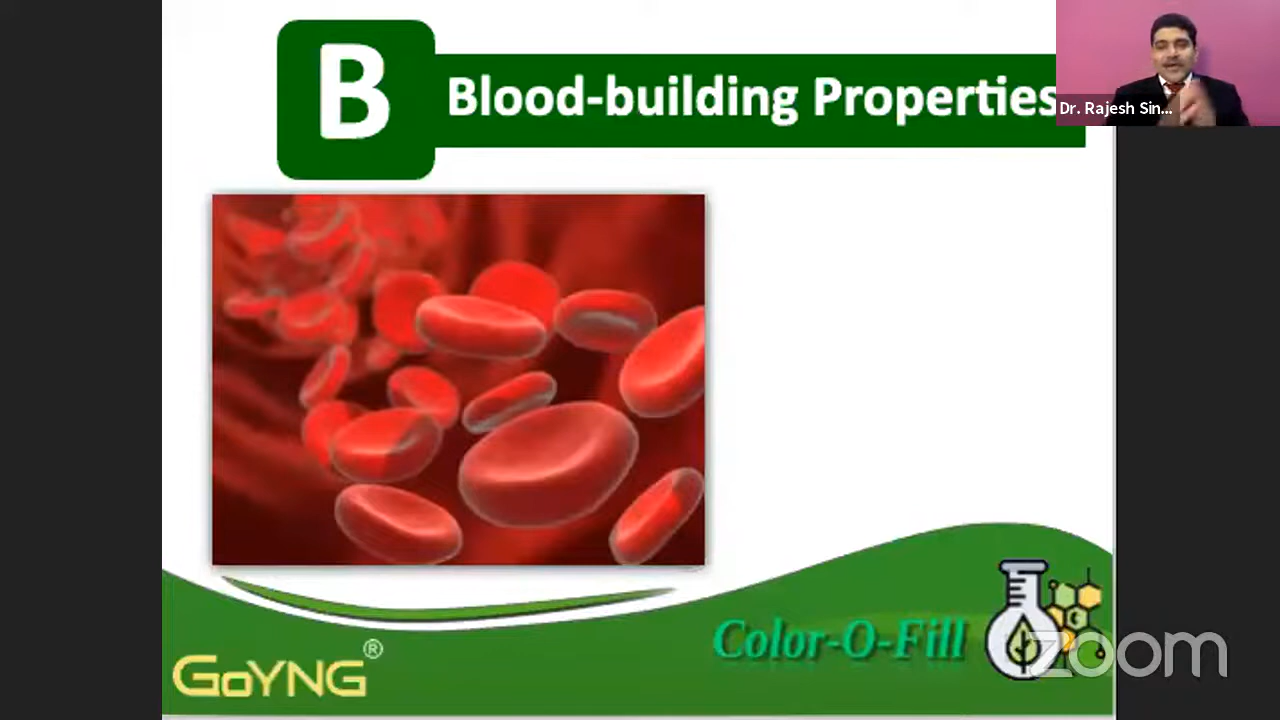 B
Blood-building Properties
Dr. Rajesh Sin...
Color-O-Fill
GOYNG®
zoom